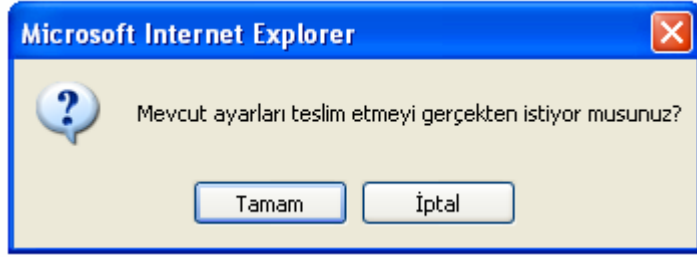 Microsoft Internet Explorer
Mevcut ayarları teslim etmeyi gerçekten istiyor musunuz?
Tamam
İptal